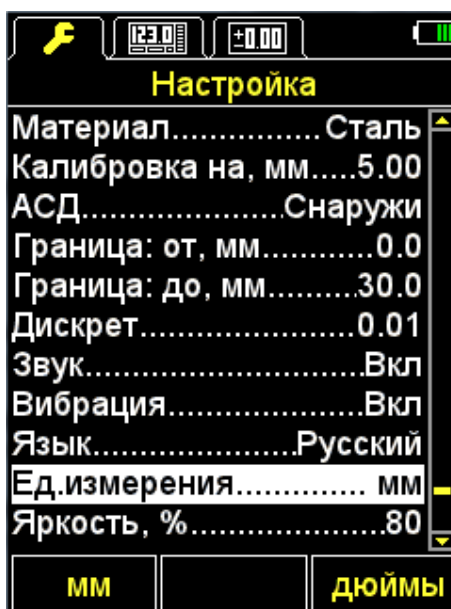 123.0 ±0.00
Настройка
Материал................Сталь
Калибровка на, мм.....5.00
АСД......................Снаружи
Граница: от, мм...........0.0
Граница: до, мм..........30.0
Дискрет.....................0.01
Звук............................Вкл
Вибрация....................Вкл
Язык.....................Русский
Ед.измерения............. мм
Яркость, %...................80
мм дюймы